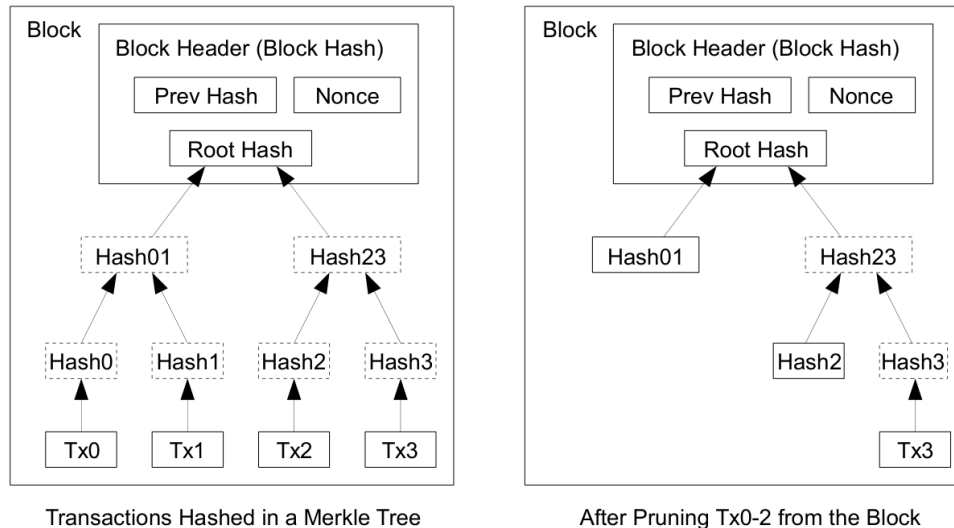 Block
Block Header (Block Hash)
Prev Hash
Nonce
Root Hash
Hash01
Hash23
Hash0
Hash1
Hash2
Hash3
Tx0
Tx1
Tx2
Tx3
Transactions Hashed in a Merkle Tree
Block
Block Header (Block Hash)
Prev Hash
Nonce
Root Hash
Hash01
Hash23
Hash2
Hash3
Tx3
After Pruning Tx0-2 from the Block